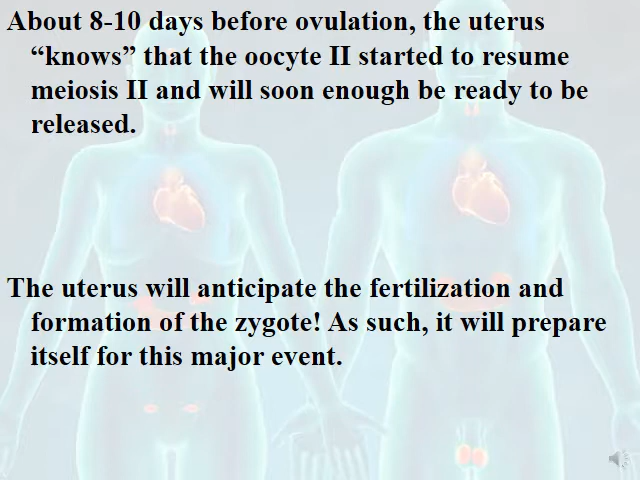 About 8-10 days before ovulation, the uterus
“knows” that the oocyte II started to resume
meiosis II and will soon enough be ready to be
released.
The uterus will anticipate the fertilization and
formation of the zygote! As such, it will prepare
itself for this major event.